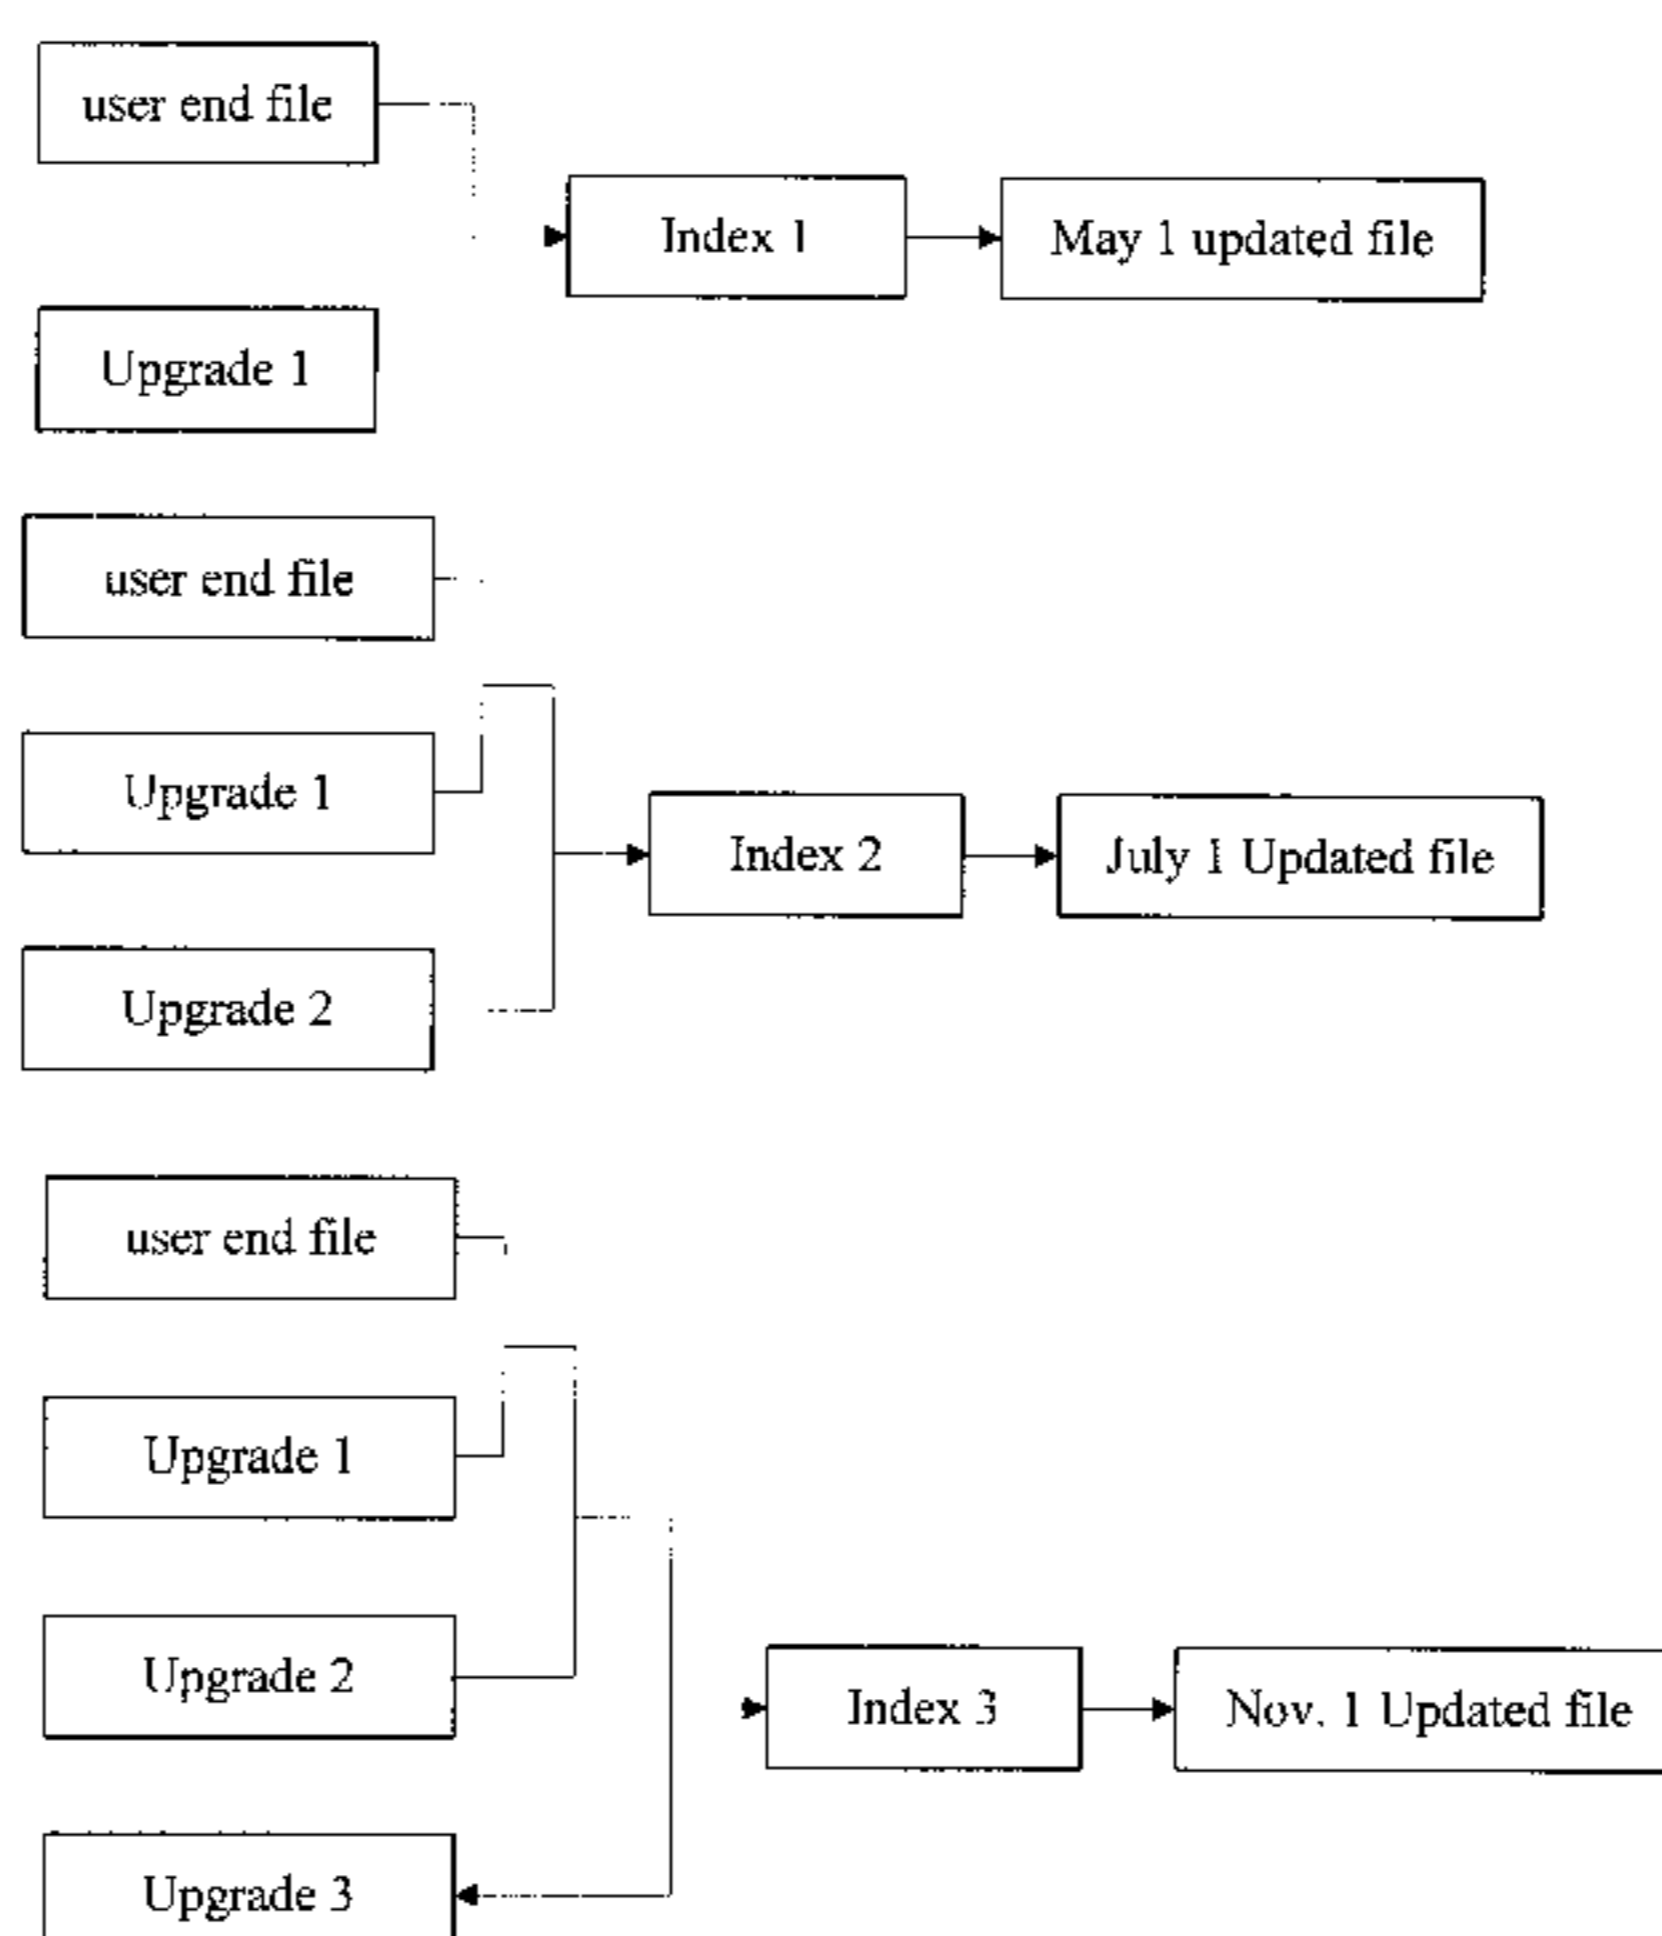 user end file
Index 1
May 1 updated file
Upgrade 1
user end file
Upgrade 1
Index 2
July 1 Updated file
Upgrade 2
user end file
Upgrade 1
Upgrade 2
Index 3
Nov. 1 Updated file
Upgrade 3